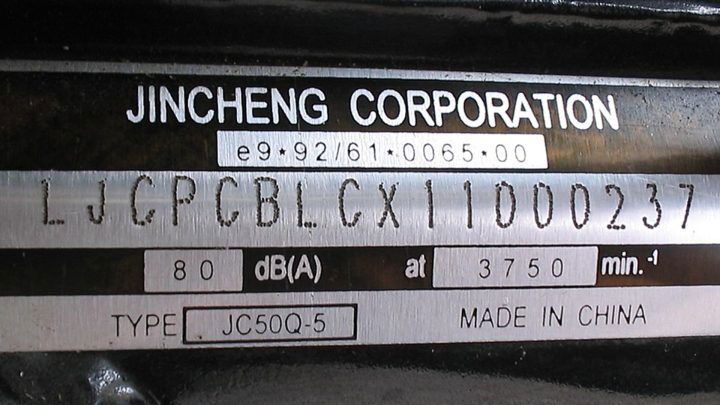 JINCHENG CORPORATION
e9*92/61*0065*00
LJCPCBLCX11000237
80 dB(A) at 3750 min.-1
TYPE JC50Q-5 MADE IN CHINA